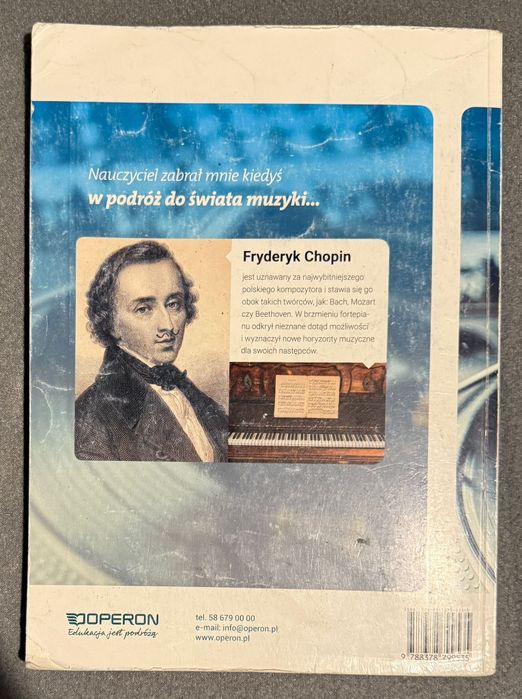 Nauczyciel zabrał mnie kiedyś
w podróż do świata muzyki...
Fryderyk Chopin
jest uznawany za najwybitniejszego
polskiego kompozytora i stawia się go
obok takich twórców, jak: Bach, Mozart
czy Beethoven. W brzmieniu fortepia-
nu odkrył nieznane dotąd możliwości
i wyznaczył nowe horyzonty muzyczne
dla swoich następców.
OPERON
Edukacja jest podróżą
tel. 58 679 00 00
e-mail: info@operon.pl
www.operon.pl